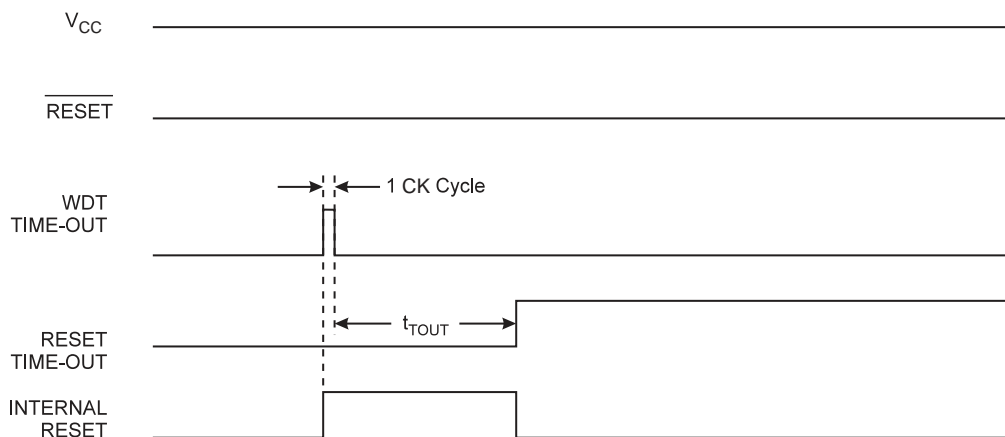 VCC
RESET
1 CK Cycle
WDT
TIME-OUT
tTOUT
RESET
TIME-OUT
INTERNAL
RESET